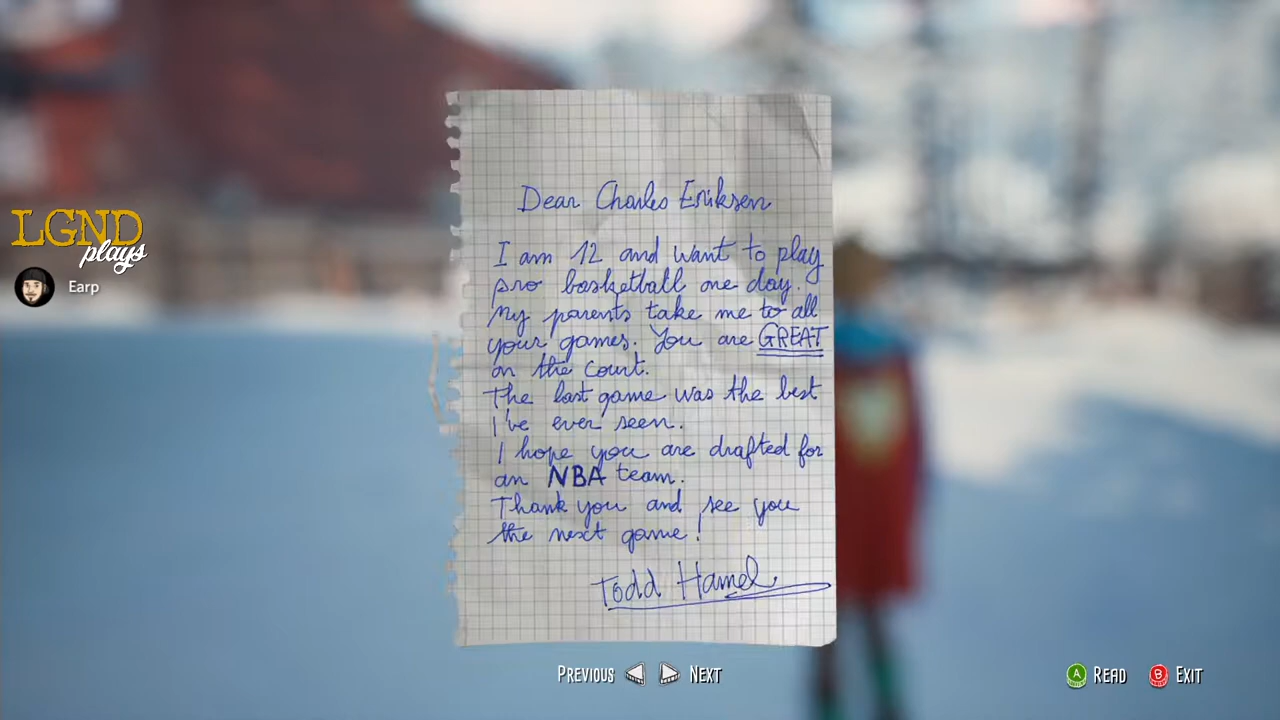 LGND
plays
Earp
Dear Charles Eriksen
I am 12 and want to play
pro basketball one day.
My parents take me to all
your games. You are GREAT
on the court.
The last game was the best
I've ever seen.
I hope you are drafted for
an NBA team.
Thank you and see you
the next game!
Todd Hamel
PREVIOUS NEXT
A READ B EXIT